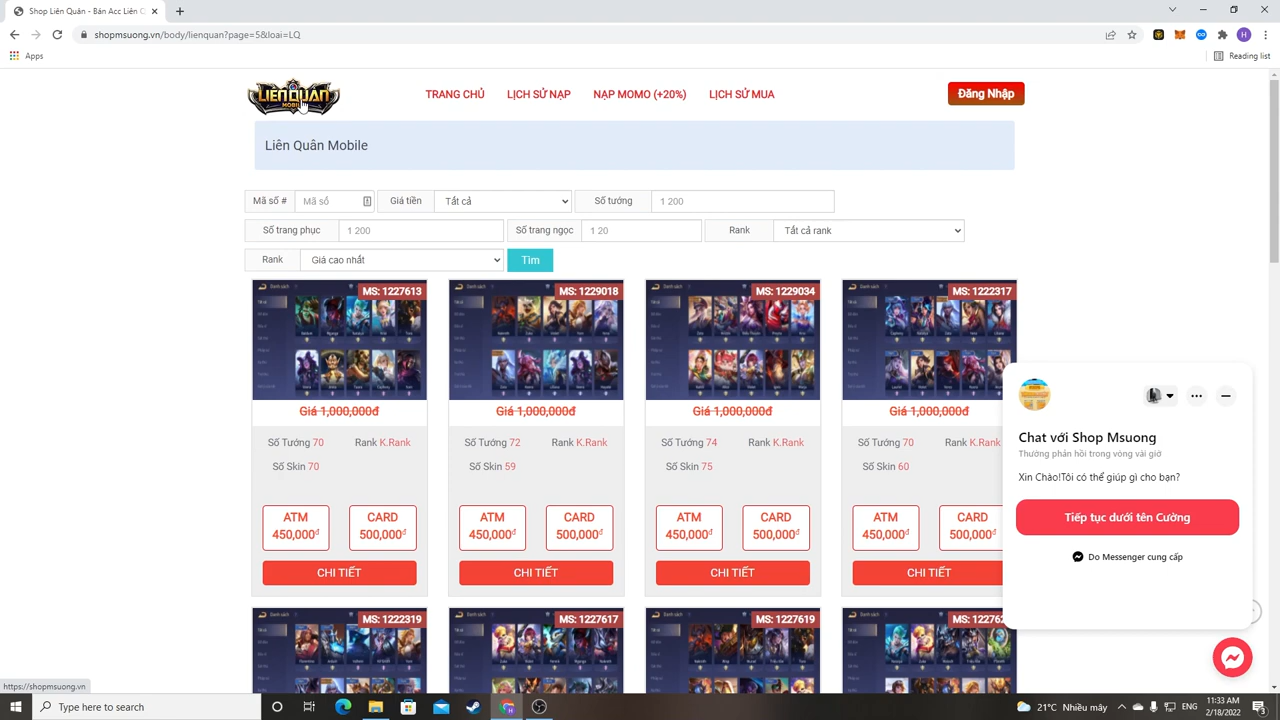 Shop Liên Quân - Bán Acc Liên Q
shopmsuong.vn/body/lienquan?page=5&loai=LQ
H
Apps
Reading list
LIÊN QUÂN
MOBILE
TRANG CHỦ
LỊCH SỬ NẠP
NẠP MOMO (+20%)
LỊCH SỬ MUA
Đăng Nhập
Liên Quân Mobile
Mã số #
Mã số
Giá tiền
Tất cả
Số tướng
1 200
Số trang phục
1 200
Số trang ngọc
1 20
Rank
Tất cả rank
Rank
Giá cao nhất
Tìm
MS: 1227613
MS: 1229018
MS: 1229034
MS: 1222317
Giá 1,000,000đ
Giá 1,000,000đ
Giá 1,000,000đ
Giá 1,000,000đ
Số Tướng 70
Rank K.Rank
Số Tướng 72
Rank K.Rank
Số Tướng 74
Rank K.Rank
Số Tướng 70
Rank K.Rank
Số Skin 70
Số Skin 59
Số Skin 75
Số Skin 60
ATM
450,000đ
CARD
500,000đ
ATM
450,000đ
CARD
500,000đ
ATM
450,000đ
CARD
500,000đ
ATM
450,000đ
CARD
500,000đ
CHI TIẾT
CHI TIẾT
CHI TIẾT
CHI TIẾT
MS: 1222319
MS: 1227617
MS: 1227619
Chat với Shop Msuong
Thường phản hồi trong vòng vài giờ
Xin Chào!Tôi có thể giúp gì cho bạn?
Tiếp tục dưới tên Cường
Do Messenger cung cấp
https://shopmsuong.vn
Type here to search
21°C Nhiều mây
11:33 AM
2/18/2022
3